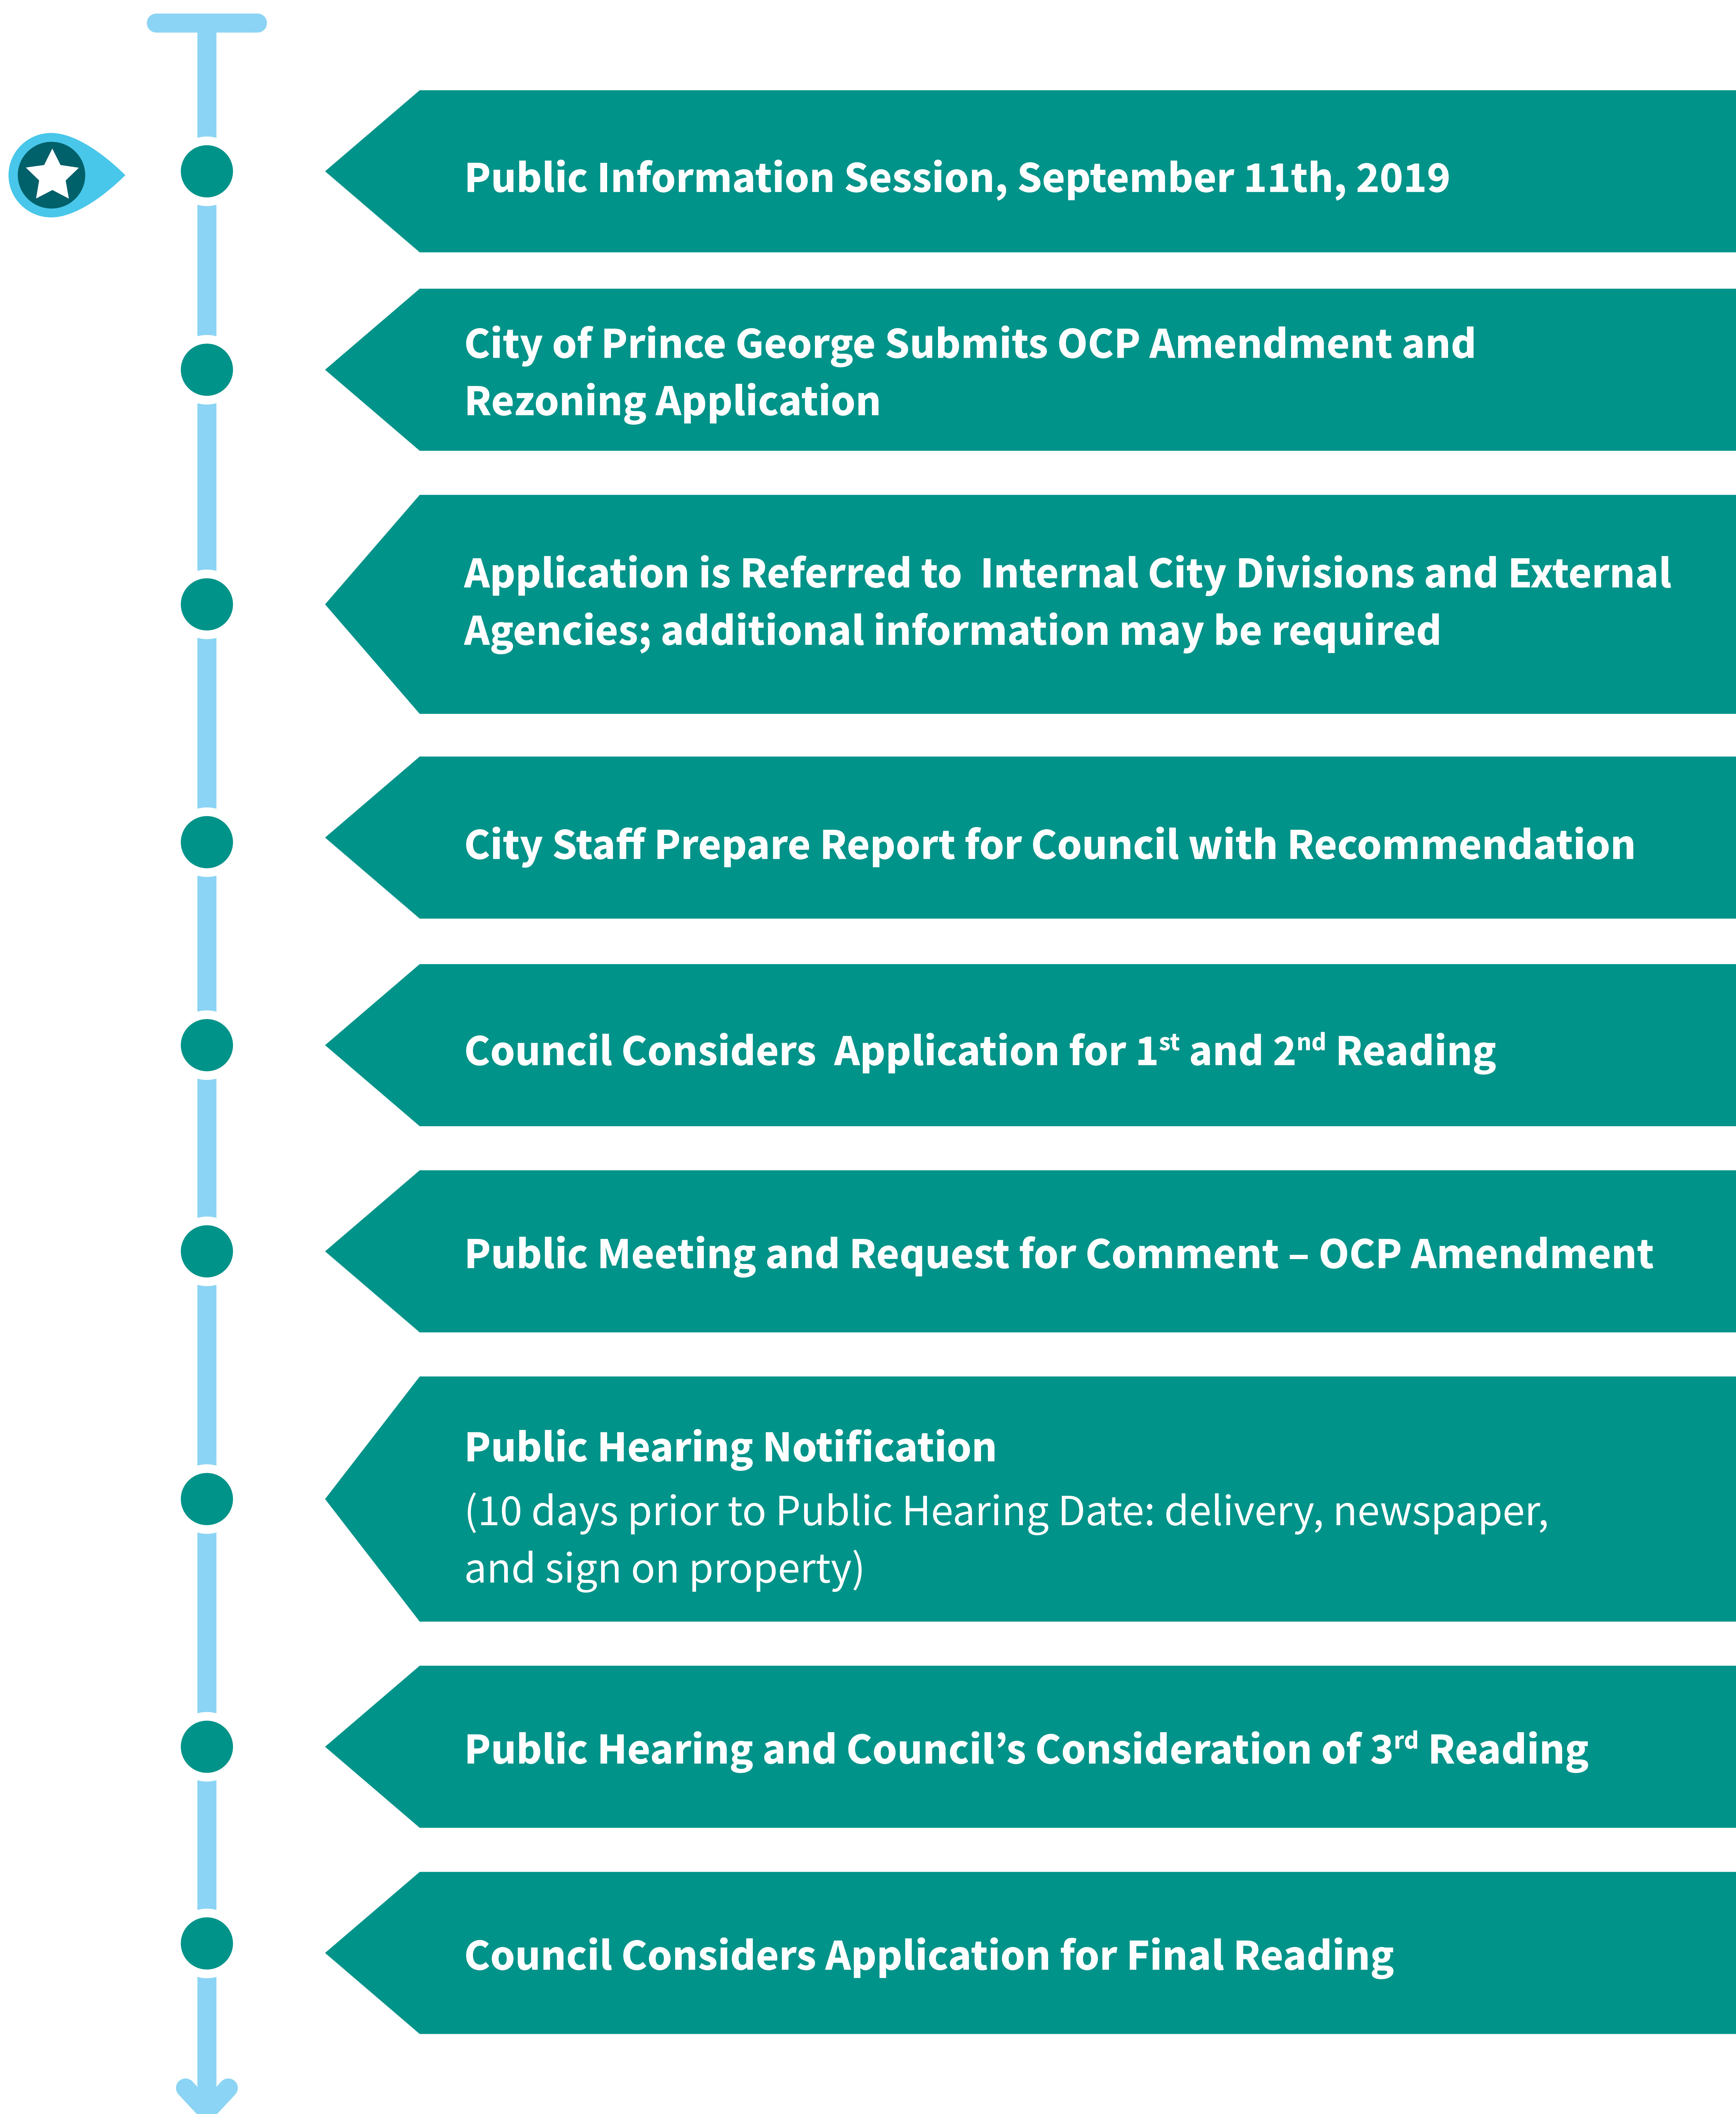 Public Information Session, September 11th, 2019
City of Prince George Submits OCP Amendment and
Rezoning Application
Application is Referred to  Internal City Divisions and External
Agencies; additional information may be required
City Staff Prepare Report for Council with Recommendation
Council Considers  Application for 1st and 2nd Reading
Public Meeting and Request for Comment – OCP Amendment
Public Hearing Notification
(10 days prior to Public Hearing Date: delivery, newspaper,
and sign on property)
Public Hearing and Council’s Consideration of 3rd Reading
Council Considers Application for Final Reading